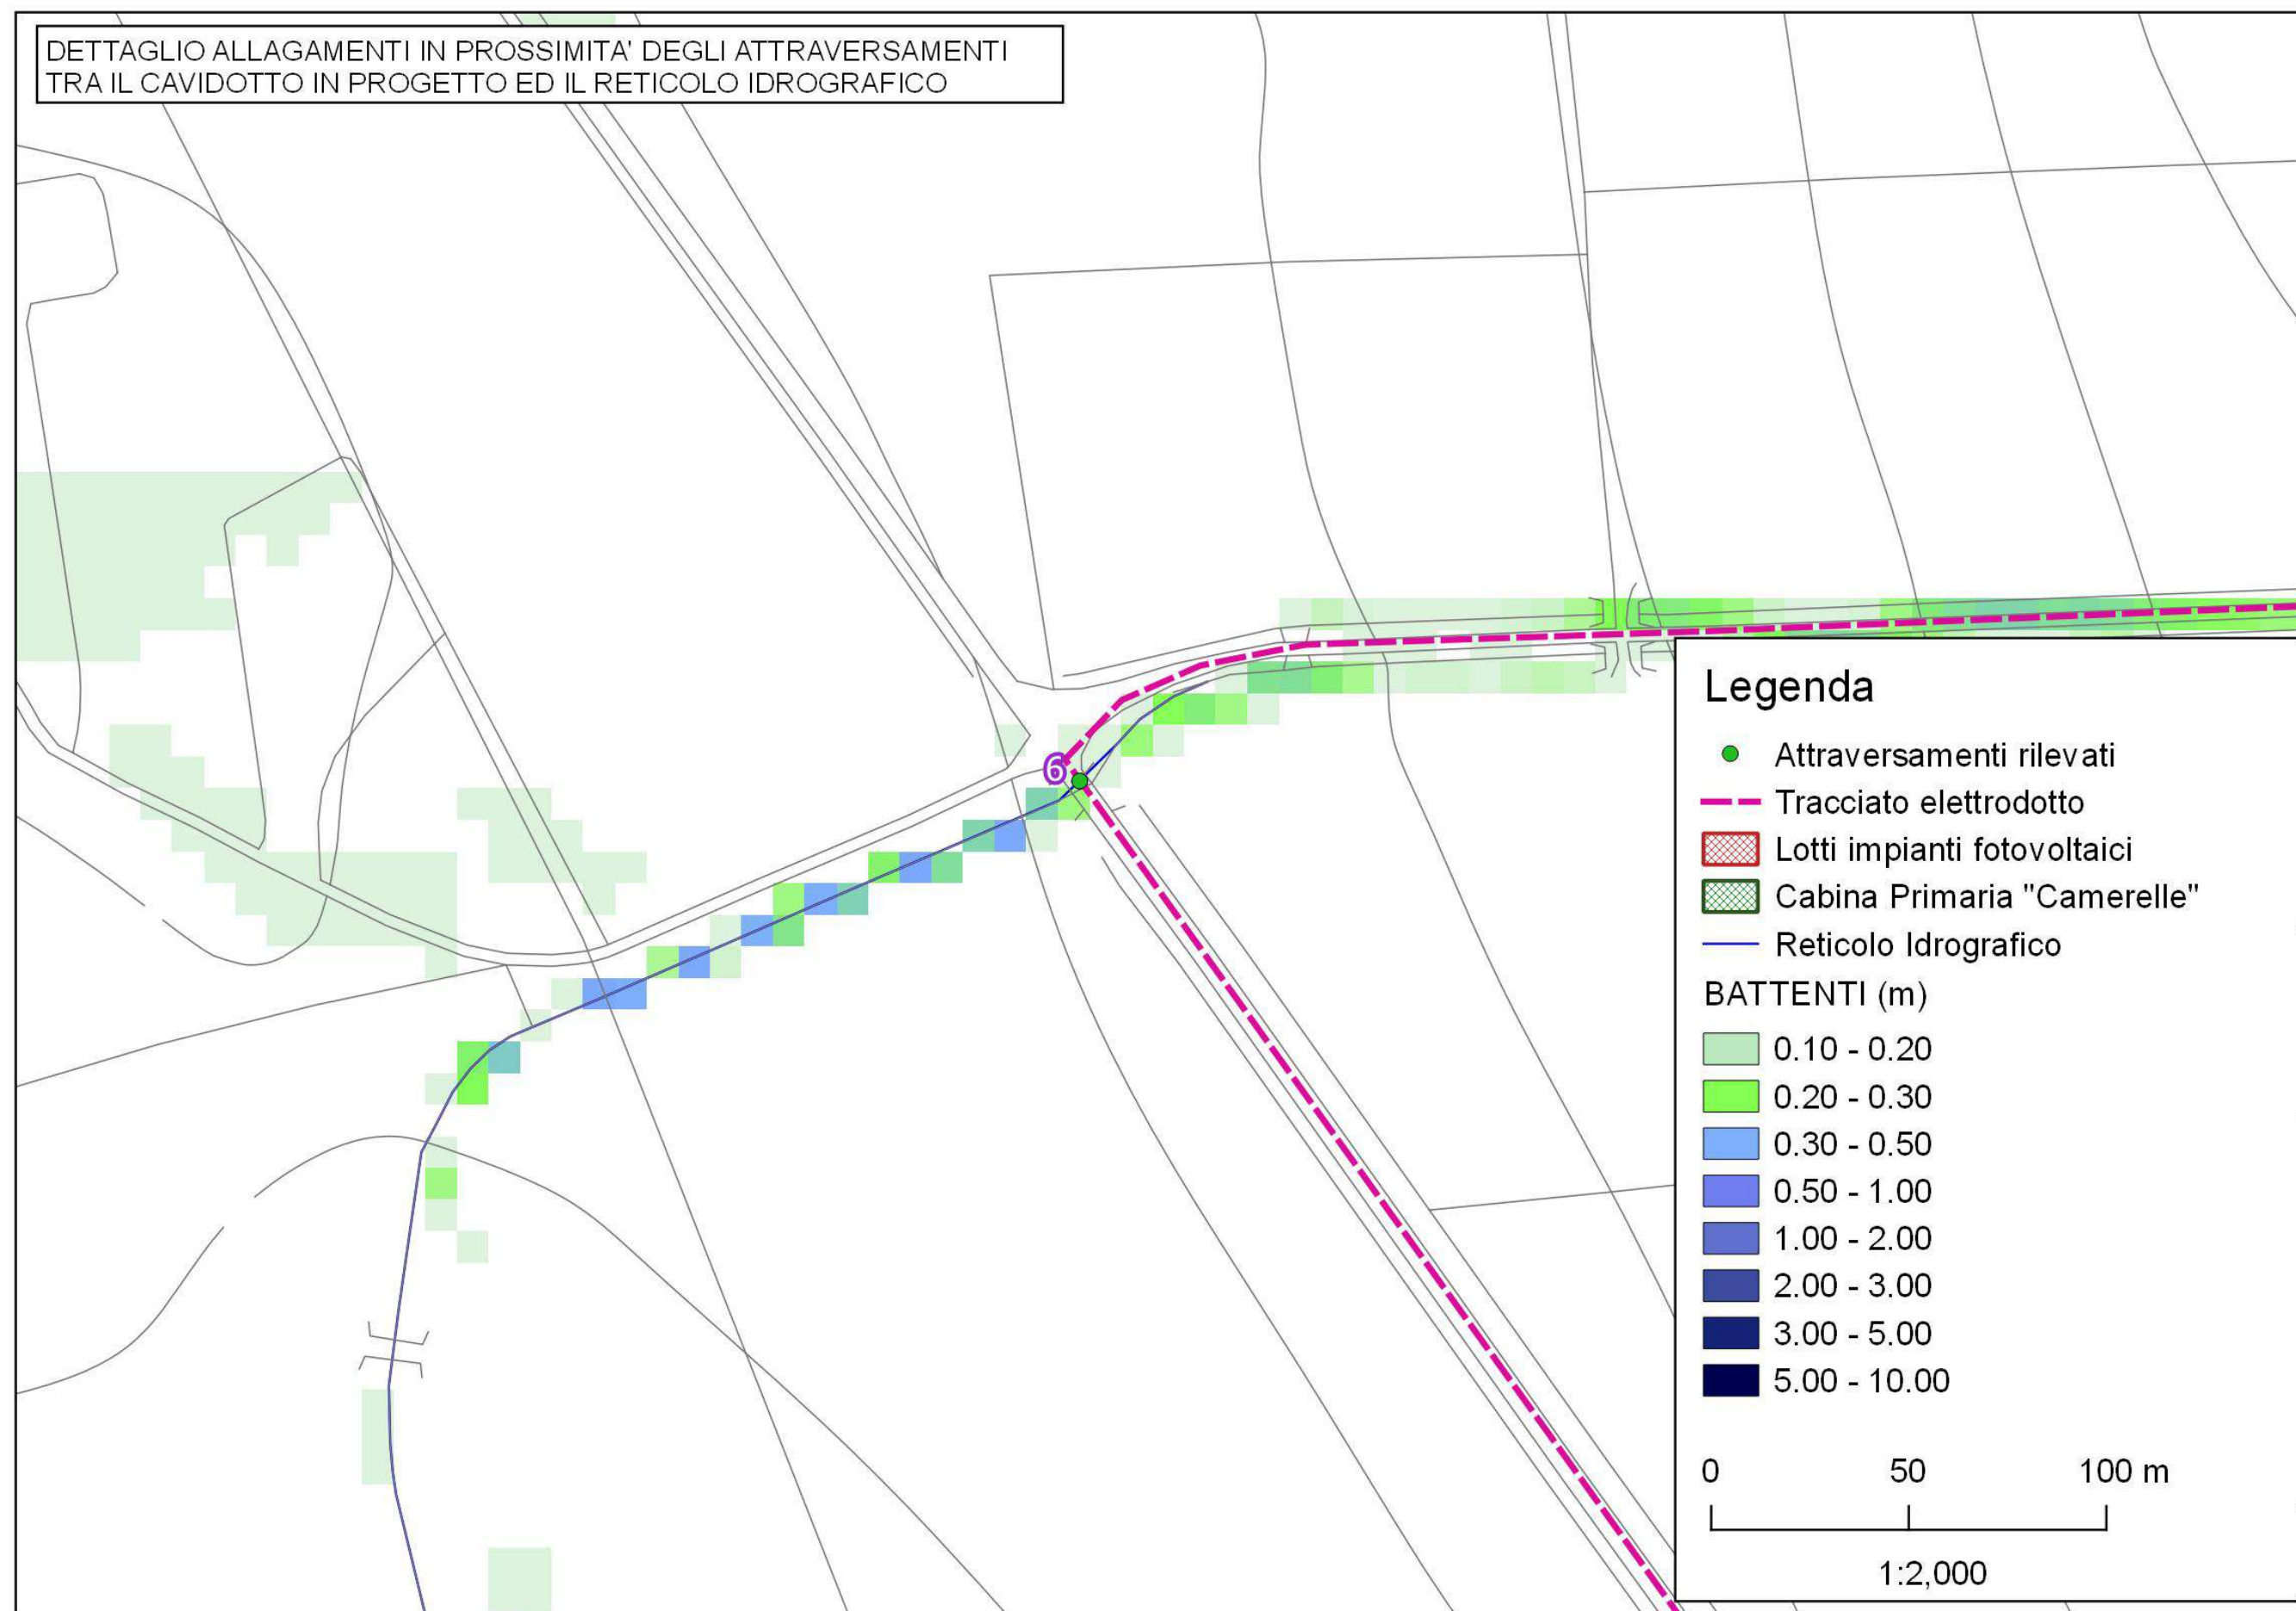 DETTAGLIO ALLAGAMENTI IN PROSSIMITA' DEGLI ATTRAVERSAMENTI
TRA IL CAVIDOTTO IN PROGETTO ED IL RETICOLO IDROGRAFICO
6
Legenda
Attraversamenti rilevati
Tracciato elettrodotto
Lotti impianti fotovoltaici
Cabina Primaria "Camerelle"
Reticolo Idrografico
BATTENTI (m)
0.10 - 0.20
0.20 - 0.30
0.30 - 0.50
0.50 - 1.00
1.00 - 2.00
2.00 - 3.00
3.00 - 5.00
5.00 - 10.00
0 50 100 m
1:2,000